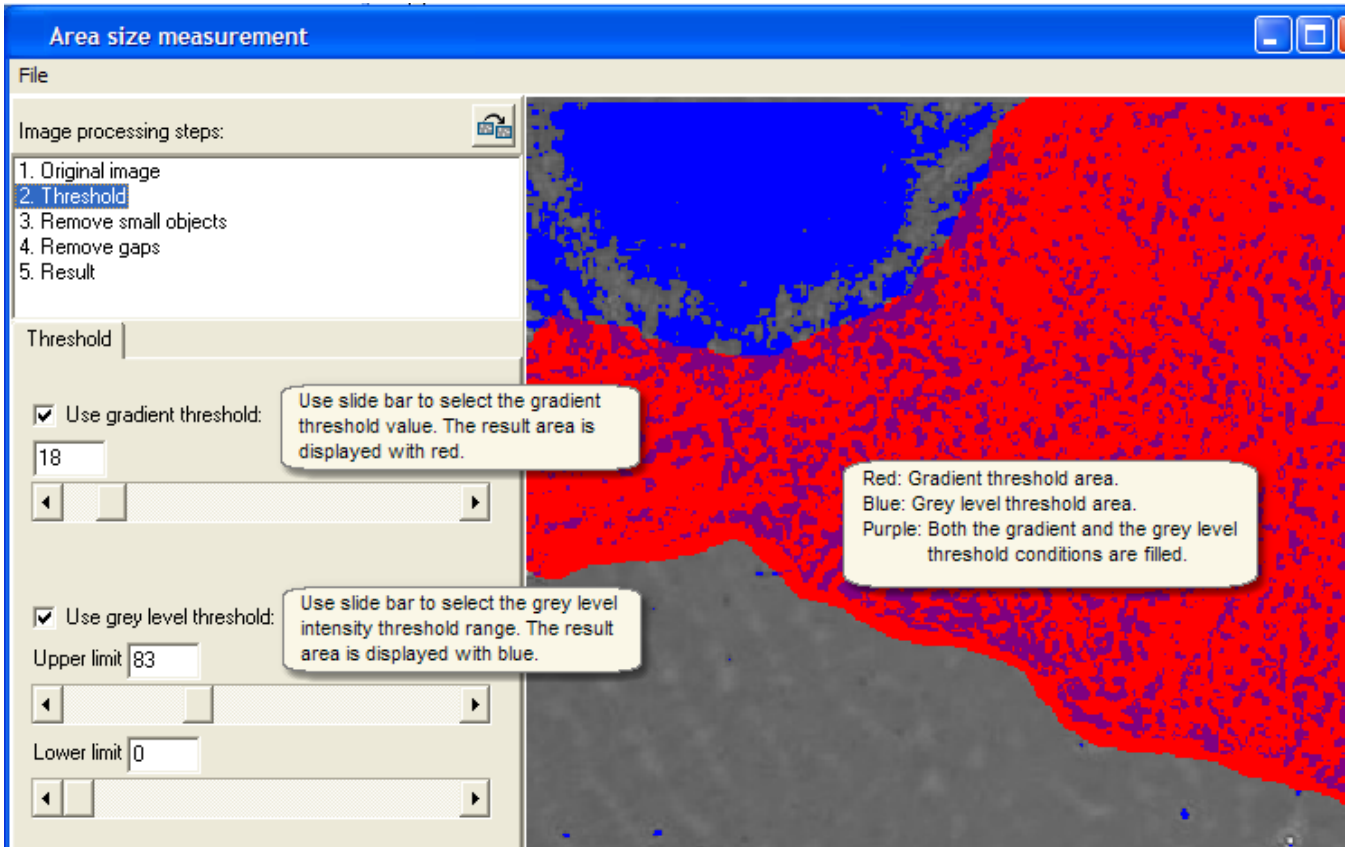 Area size measurement
File
Image processing steps:
1. Original image
2. Threshold
3. Remove small objects
4. Remove gaps
5. Result
Threshold
Use gradient threshold:
18
Use slide bar to select the gradient
threshold value. The result area is
displayed with red.
Red: Gradient threshold area.
Blue: Grey level threshold area.
Purple: Both the gradient and the grey level
threshold conditions are filled.
Use grey level threshold:
Use slide bar to select the grey level
intensity threshold range. The result
area is displayed with blue.
Upper limit 83
Lower limit 0